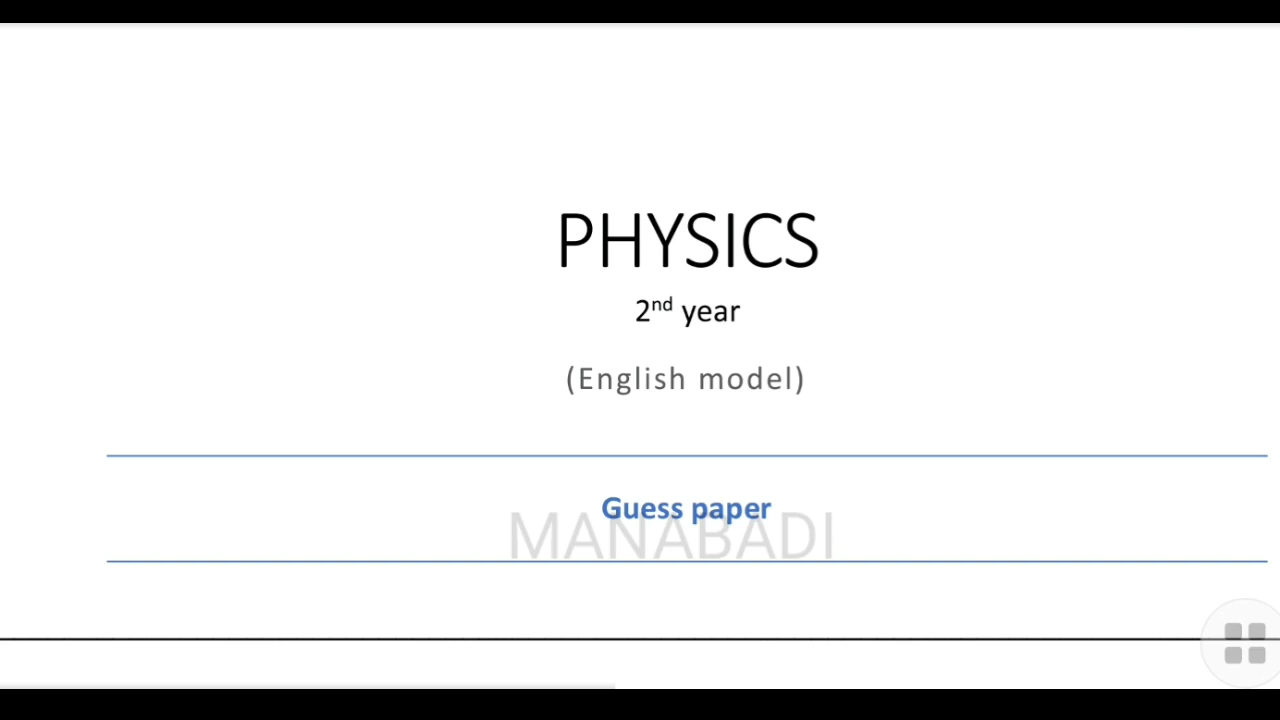 PHYSICS
2nd year
(English model)
Guess paper
MANABADI